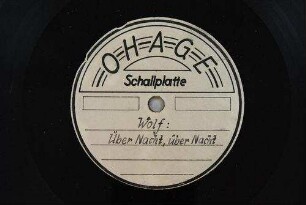 O=H=A=G=E
Schallplatte
Wolf:
Über Nacht, über Nacht